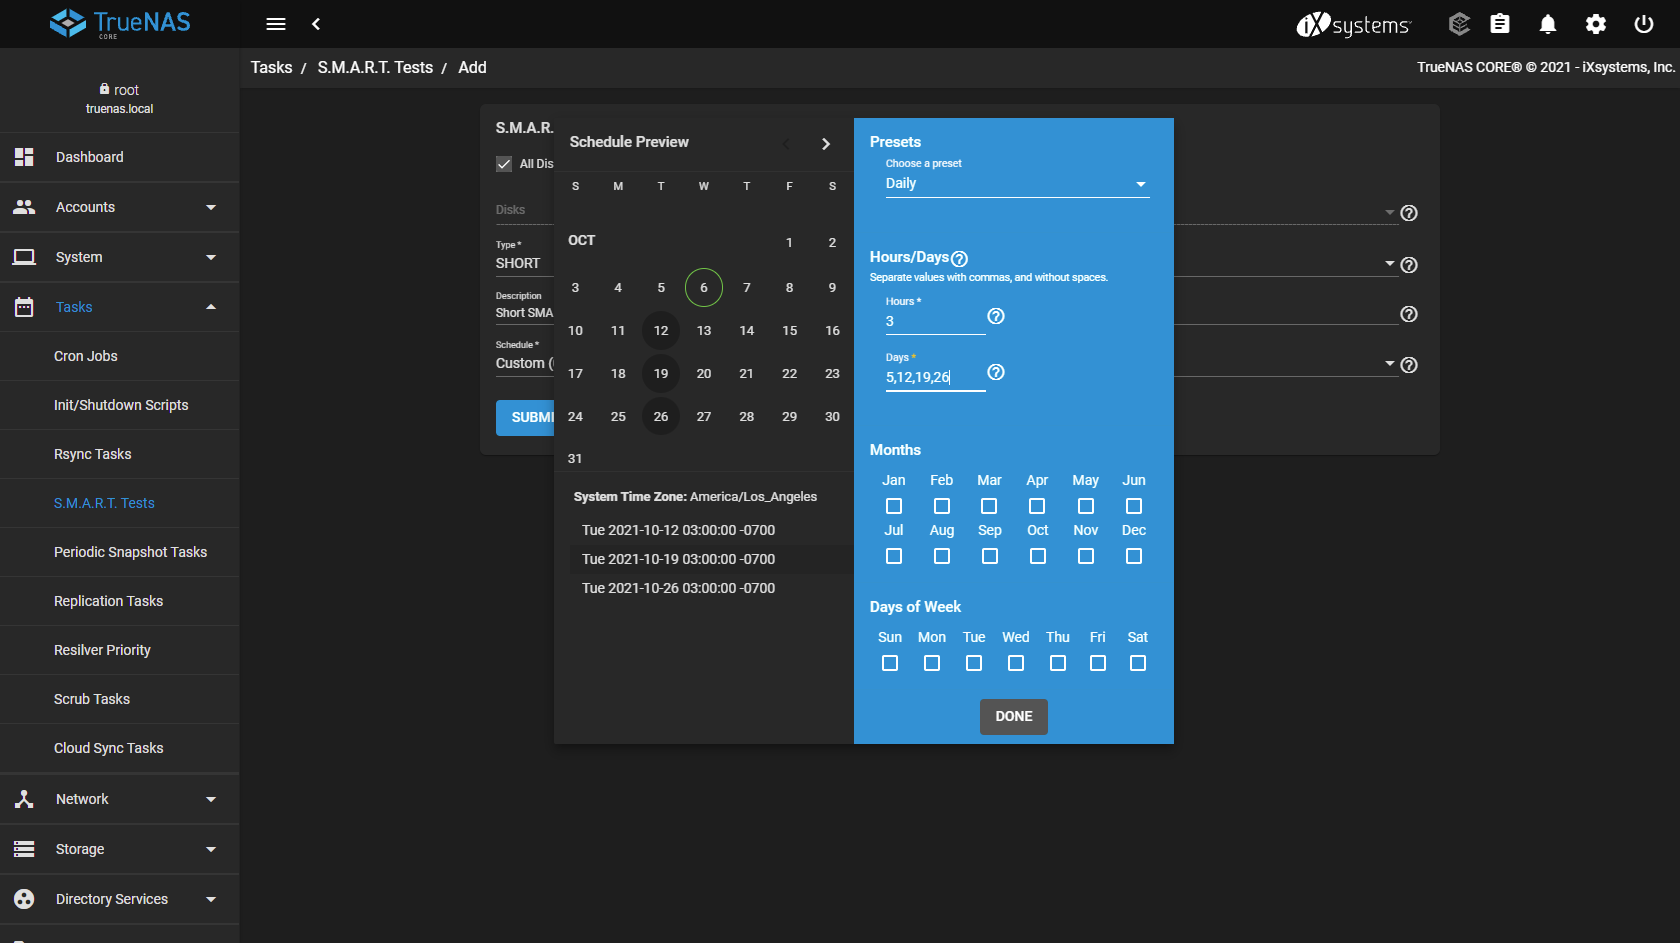 TrueNAS
CORE
iXsystems
Tasks / S.M.A.R.T. Tests / Add
TrueNAS CORE® © 2021 - iXsystems, Inc.
root
truenas.local
Dashboard
Accounts
System
Tasks
Cron Jobs
Init/Shutdown Scripts
Rsync Tasks
S.M.A.R.T. Tests
Periodic Snapshot Tasks
Replication Tasks
Resilver Priority
Scrub Tasks
Cloud Sync Tasks
Network
Storage
Directory Services
S.M.A.R.
All Dis
Disks
Type *
SHORT
Description
Short SMA
Schedule *
Custom (
SUBMI
Schedule Preview
S M T W T F S
OCT 1 2
3 4 5 6 7 8 9
10 11 12 13 14 15 16
17 18 19 20 21 22 23
24 25 26 27 28 29 30
31
System Time Zone: America/Los_Angeles
Tue 2021-10-12 03:00:00 -0700
Tue 2021-10-19 03:00:00 -0700
Tue 2021-10-26 03:00:00 -0700
Presets
Choose a preset
Daily
Hours/Days
Separate values with commas, and without spaces.
Hours *
3
Days *
5,12,19,26
Months
Jan Feb Mar Apr May Jun
Jul Aug Sep Oct Nov Dec
Days of Week
Sun Mon Tue Wed Thu Fri Sat
DONE